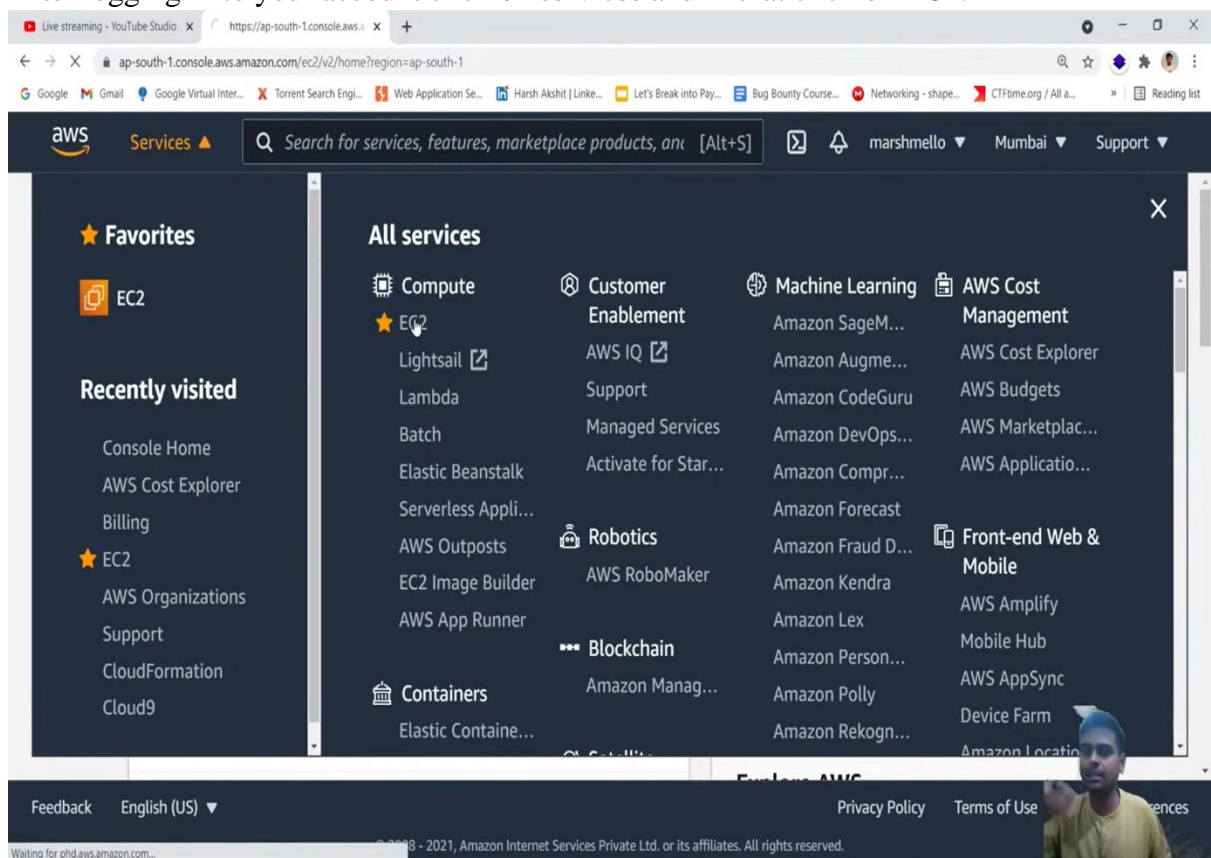 Live streaming - YouTube Studio X
https://ap-south-1.console.aws.a X +
ap-south-1.console.aws.amazon.com/ec2/v2/home?region=ap-south-1
Google Gmail Google Virtual Inter... Torrent Search Engi... Web Application Se... Harsh Akshit | Linke... Let's Break into Pay... Bug Bounty Course... Networking - shape... CTFtime.org / All a... » Reading list
aws Services ▲ Search for services, features, marketplace products, and [Alt+S] marshmello ▼ Mumbai ▼ Support ▼
Favorites
EC2
Recently visited
Console Home
AWS Cost Explorer
Billing
EC2
AWS Organizations
Support
CloudFormation
Cloud9
All services
Compute
EC2
Lightsail
Lambda
Batch
Elastic Beanstalk
Serverless Appli...
AWS Outposts
EC2 Image Builder
AWS App Runner
Containers
Elastic Containe...
Customer
Enablement
AWS IQ
Support
Managed Services
Activate for Star...
Robotics
AWS RoboMaker
Blockchain
Amazon Manag...
Satellite
Machine Learning
Amazon SageM...
Amazon Augme...
Amazon CodeGuru
Amazon DevOps...
Amazon Compr...
Amazon Forecast
Amazon Fraud D...
Amazon Kendra
Amazon Lex
Amazon Person...
Amazon Polly
Amazon Rekogn...
AWS Cost
Management
AWS Cost Explorer
AWS Budgets
AWS Marketplac...
AWS Applicatio...
Front-end Web &
Mobile
AWS Amplify
Mobile Hub
AWS AppSync
Device Farm
Amazon Locatio
Explore AWS
Feedback English (US) ▼ Privacy Policy Terms of Use
8 - 2021, Amazon Internet Services Private Ltd. or its affiliates. All rights reserved.
Waiting for phd.aws.amazon.com...